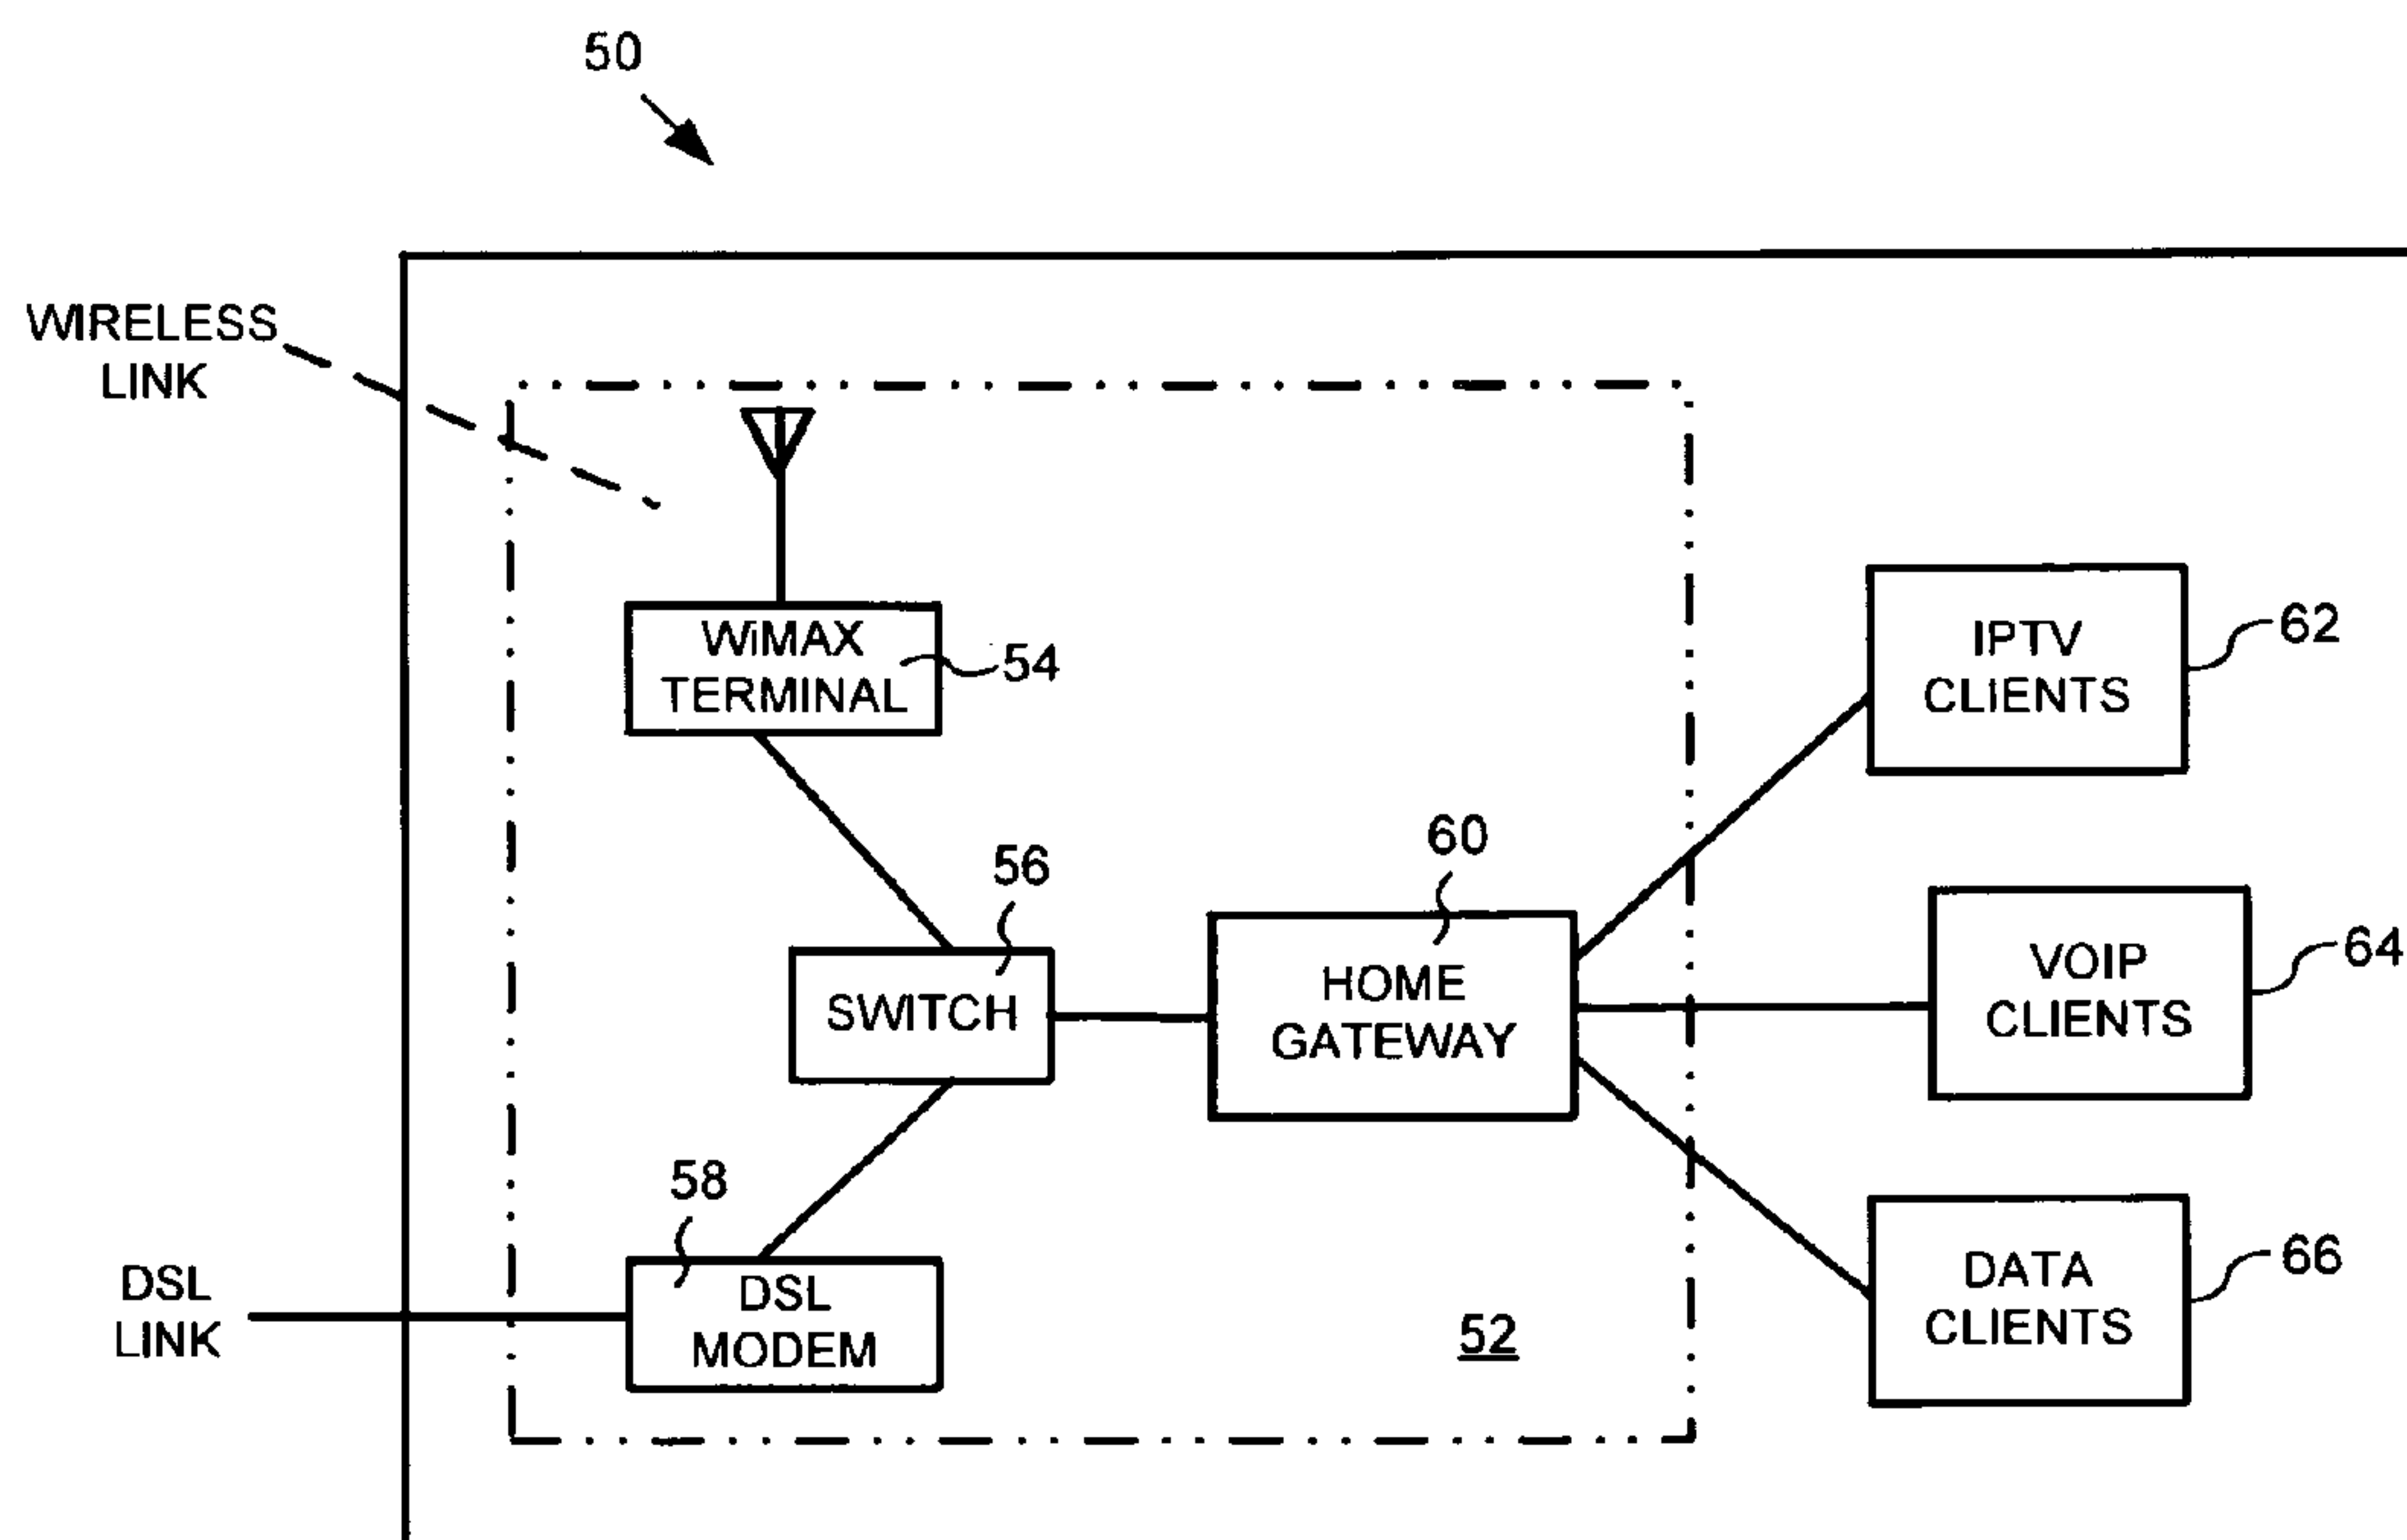 50
WIRELESS
LINK
WiMAX
TERMINAL
54
IPTV
CLIENTS
62
56
60
SWITCH
HOME
GATEWAY
VOIP
CLIENTS
64
58
DSL
LINK
DSL
MODEM
52
DATA
CLIENTS
66